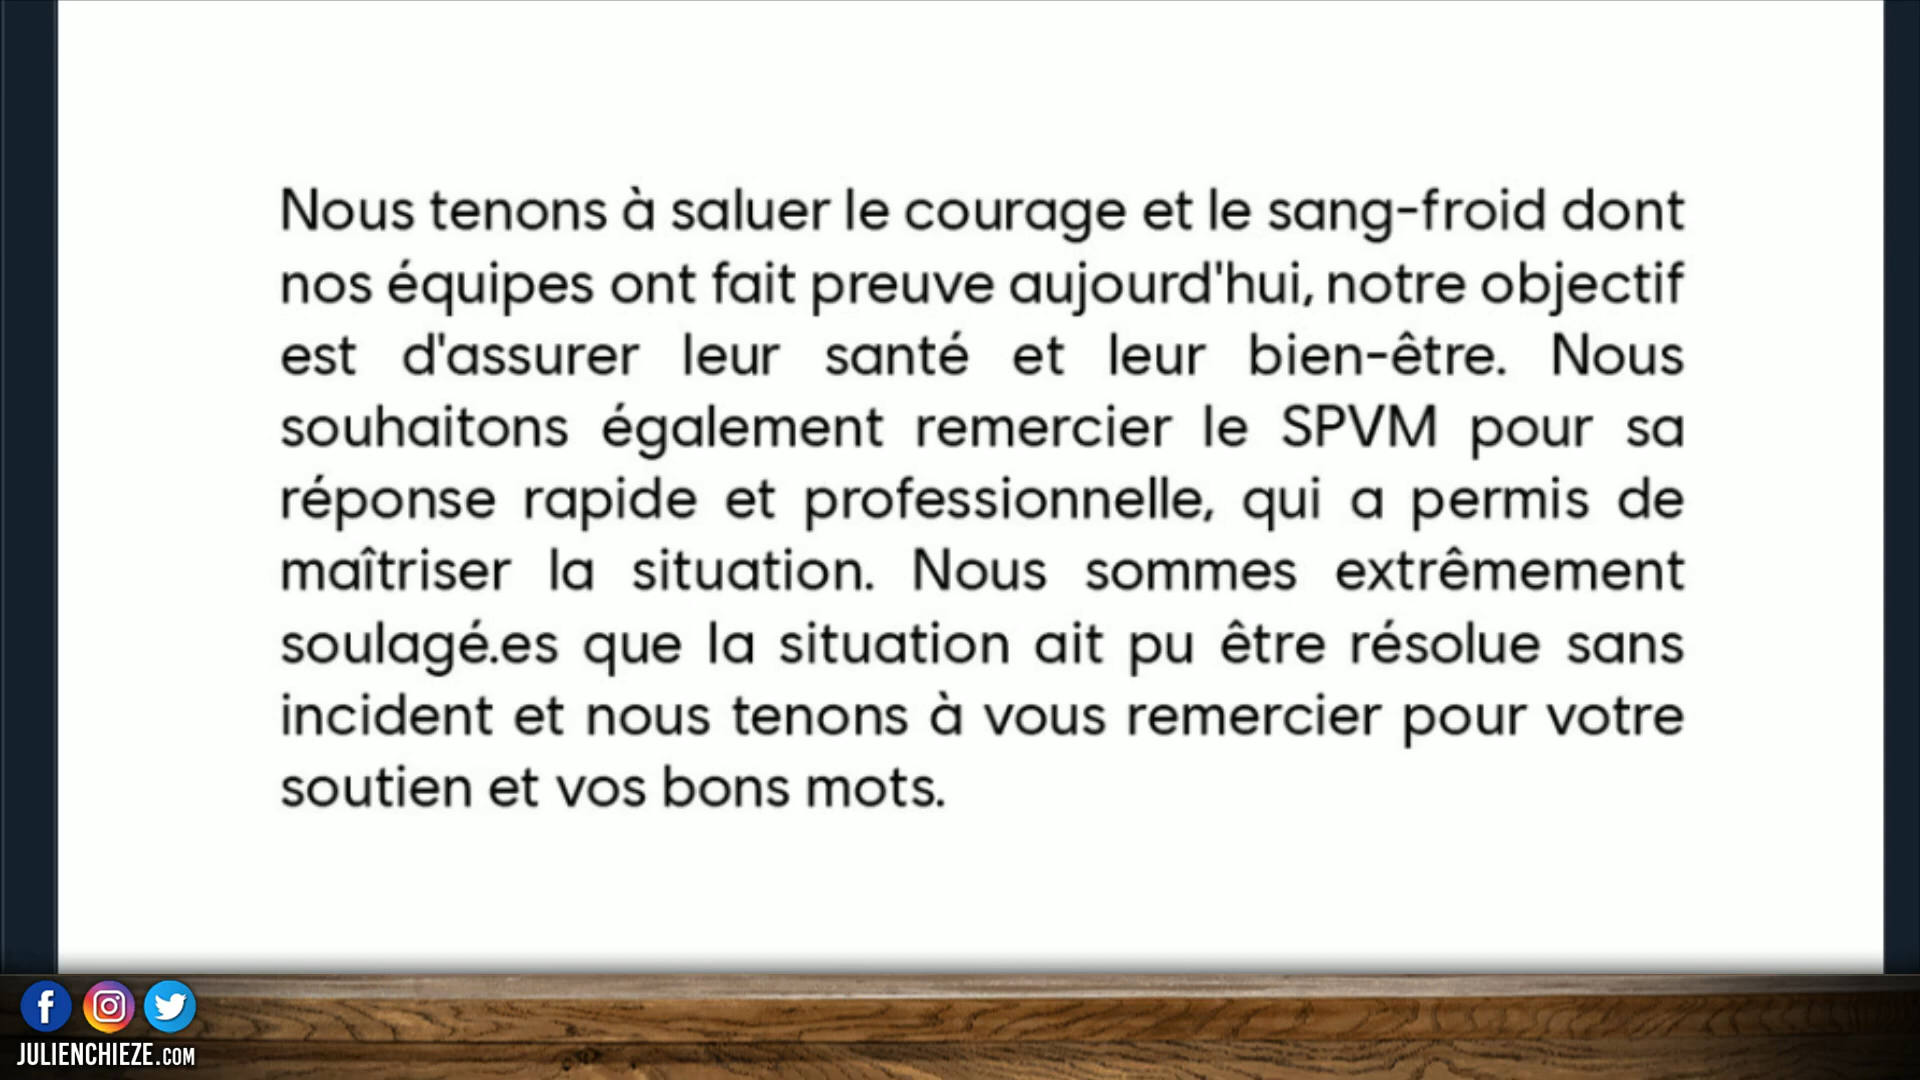 Nous tenons à saluer le courage et le sang-froid dont
nos équipes ont fait preuve aujourd'hui, notre objectif
est d'assurer leur santé et leur bien-être. Nous
souhaitons également remercier le SPVM pour sa
réponse rapide et professionnelle, qui a permis de
maîtriser la situation. Nous sommes extrêmement
soulagé.es que la situation ait pu être résolue sans
incident et nous tenons à vous remercier pour votre
soutien et vos bons mots.
JULIENCHIEZE.COM